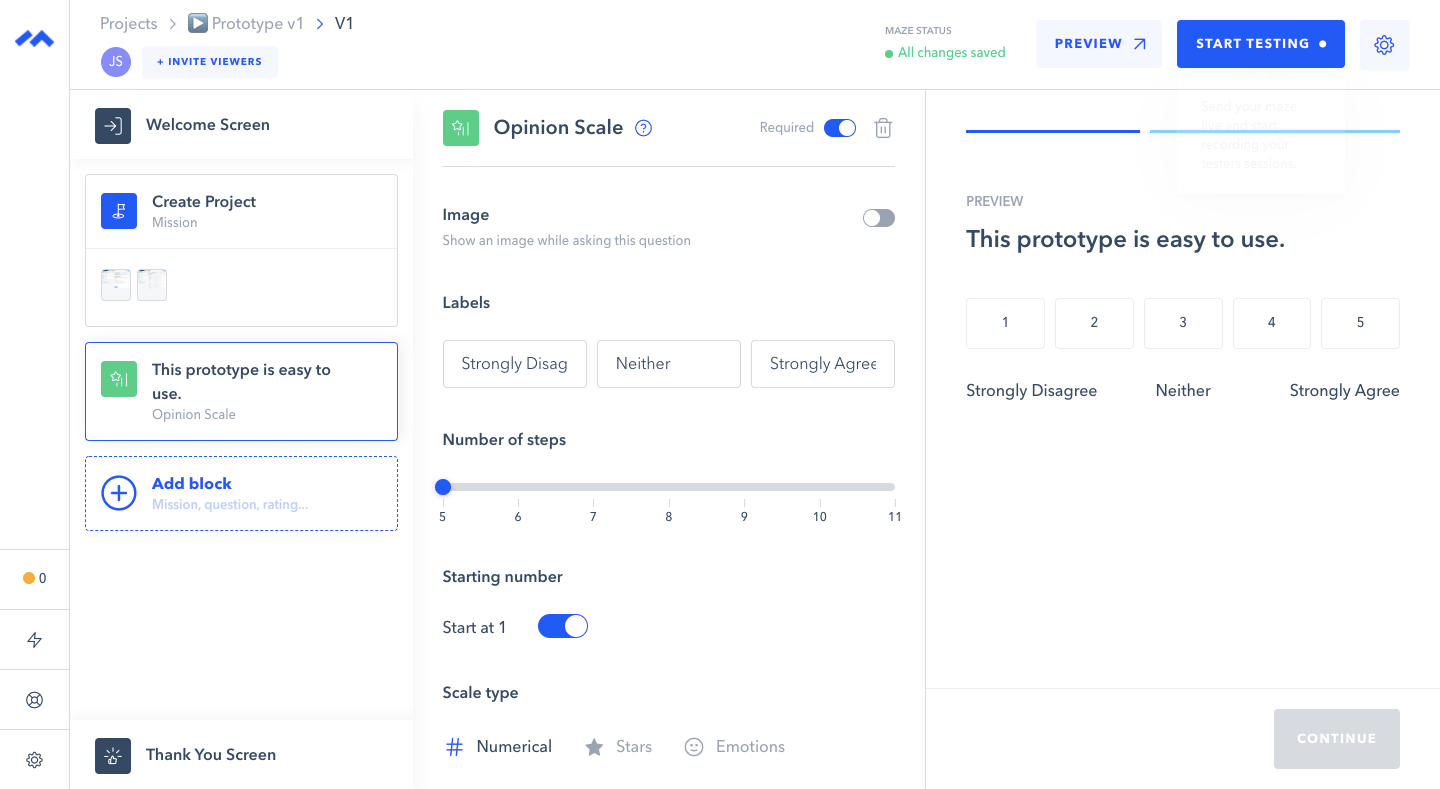 Projects > Prototype v1 > V1
JS
+ INVITE VIEWERS
MAZE STATUS
All changes saved
PREVIEW
START TESTING
Send your maze
live and start
recording your
testers sessions.
Welcome Screen
Create Project
Mission
This prototype is easy to
use.
Opinion Scale
Add block
Mission, question, rating...
Thank You Screen
0
Opinion Scale
?
Required
Image
Show an image while asking this question
Labels
Strongly Disag
Neither
Strongly Agree
Number of steps
5 6 7 8 9 10 11
Starting number
Start at 1
Scale type
Numerical
Stars
Emotions
PREVIEW
This prototype is easy to use.
1 2 3 4 5
Strongly Disagree Neither Strongly Agree
CONTINUE